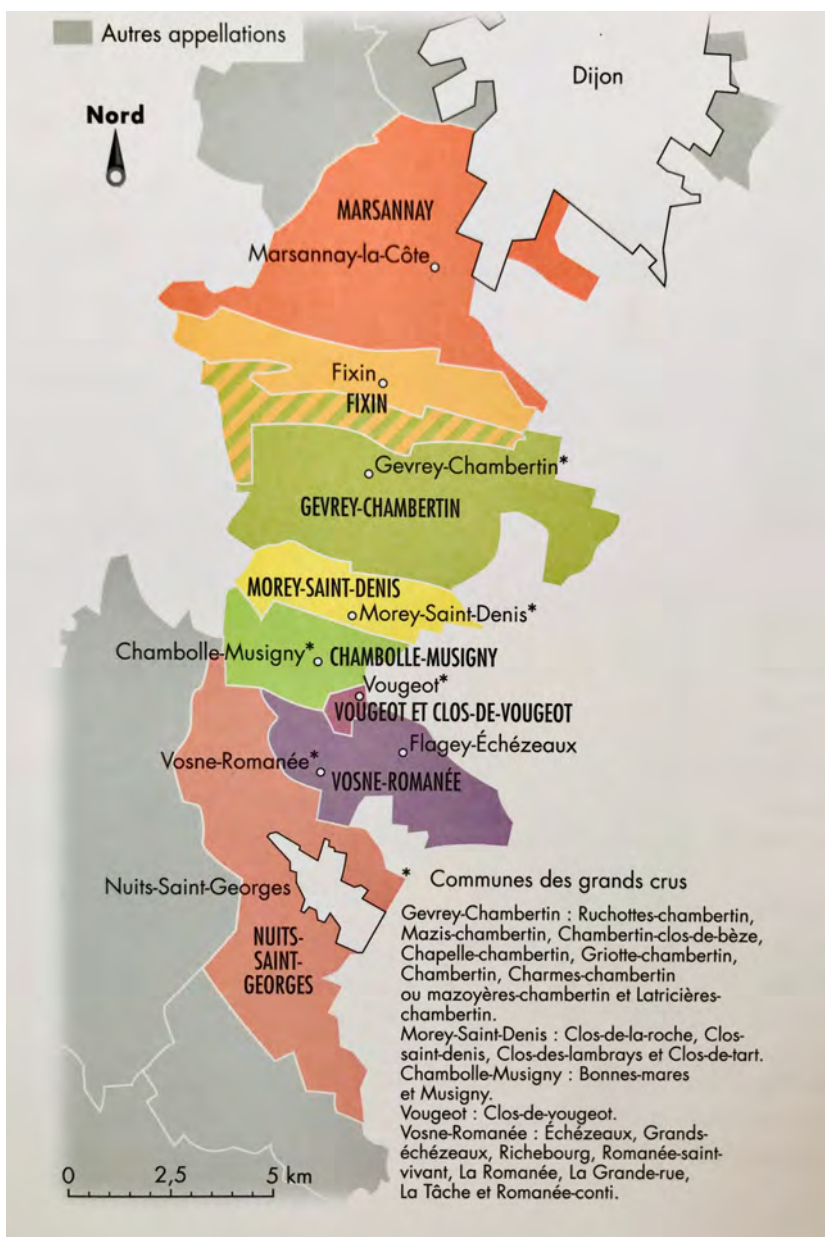 Autres appellations
Dijon
Nord
MARSANNAY
Marsannay-la-Côte
Fixin
FIXIN
Gevrey-Chambertin*
GEVREY-CHAMBERTIN
MOREY-SAINT-DENIS
Morey-Saint-Denis*
Chambolle-Musigny*
CHAMBOLLE-MUSIGNY
Vougeot*
VOUGEOT ET CLOS-DE-VOUGEOT
Flagey-Échézeaux
Vosne-Romanée*
VOSNE-ROMANÉE
Nuits-Saint-Georges
NUITS-
SAINT-
GEORGES
* Communes des grands crus
Gevrey-Chambertin : Ruchottes-chambertin,
Mazis-chambertin, Chambertin-clos-de-bèze,
Chapelle-chambertin, Griotte-chambertin,
Chambertin, Charmes-chambertin
ou mazoyères-chambertin et Latricières-
chambertin.
Morey-Saint-Denis : Clos-de-la-roche, Clos-
saint-denis, Clos-des-lambrays et Clos-de-tart.
Chambolle-Musigny : Bonnes-mares
et Musigny.
Vougeot : Clos-de-vougeot.
Vosne-Romanée : Échézeaux, Grands-
échézeaux, Richebourg, Romanée-saint-
vivant, La Romanée, La Grande-rue,
La Tâche et Romanée-conti.
0 2,5 5 km